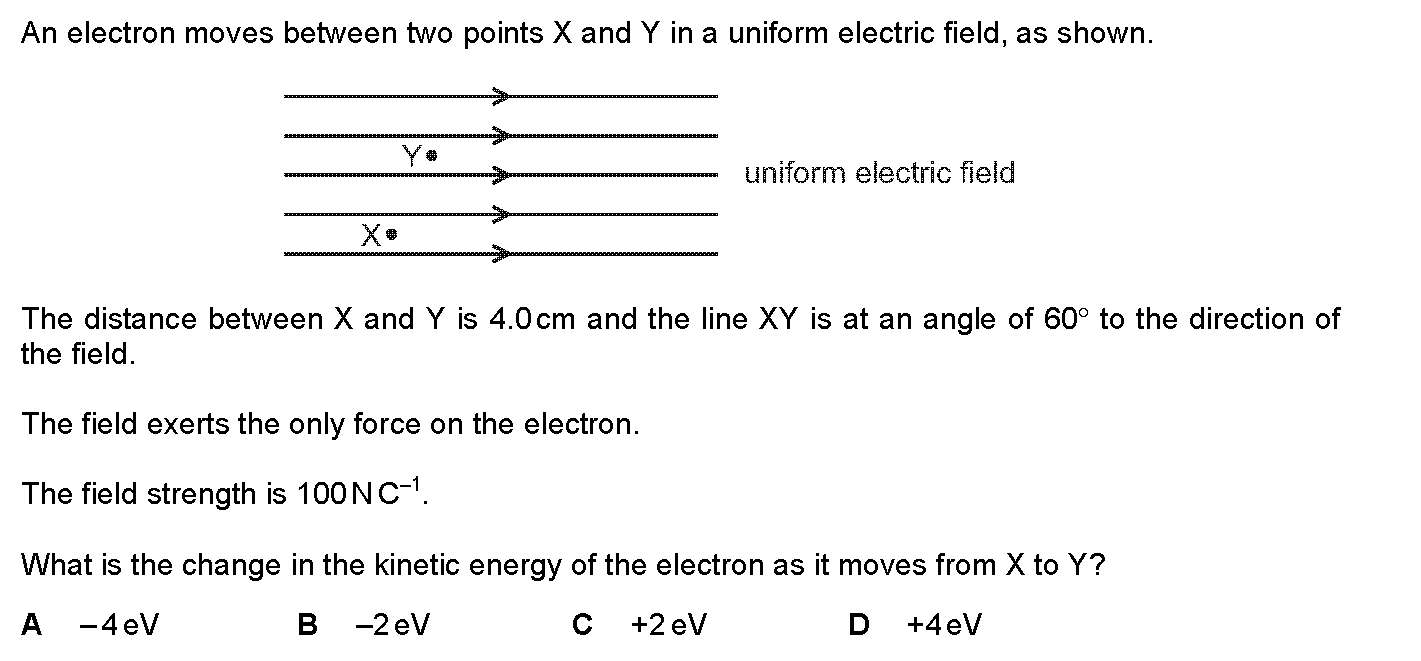 An electron moves between two points X and Y in a uniform electric field, as shown.
Y
uniform electric field
X
The distance between X and Y is 4.0 cm and the line XY is at an angle of 60° to the direction of
the field.
The field exerts the only force on the electron.
The field strength is 100 N C⁻¹.
What is the change in the kinetic energy of the electron as it moves from X to Y?
A –4 eV B –2 eV C +2 eV D +4 eV